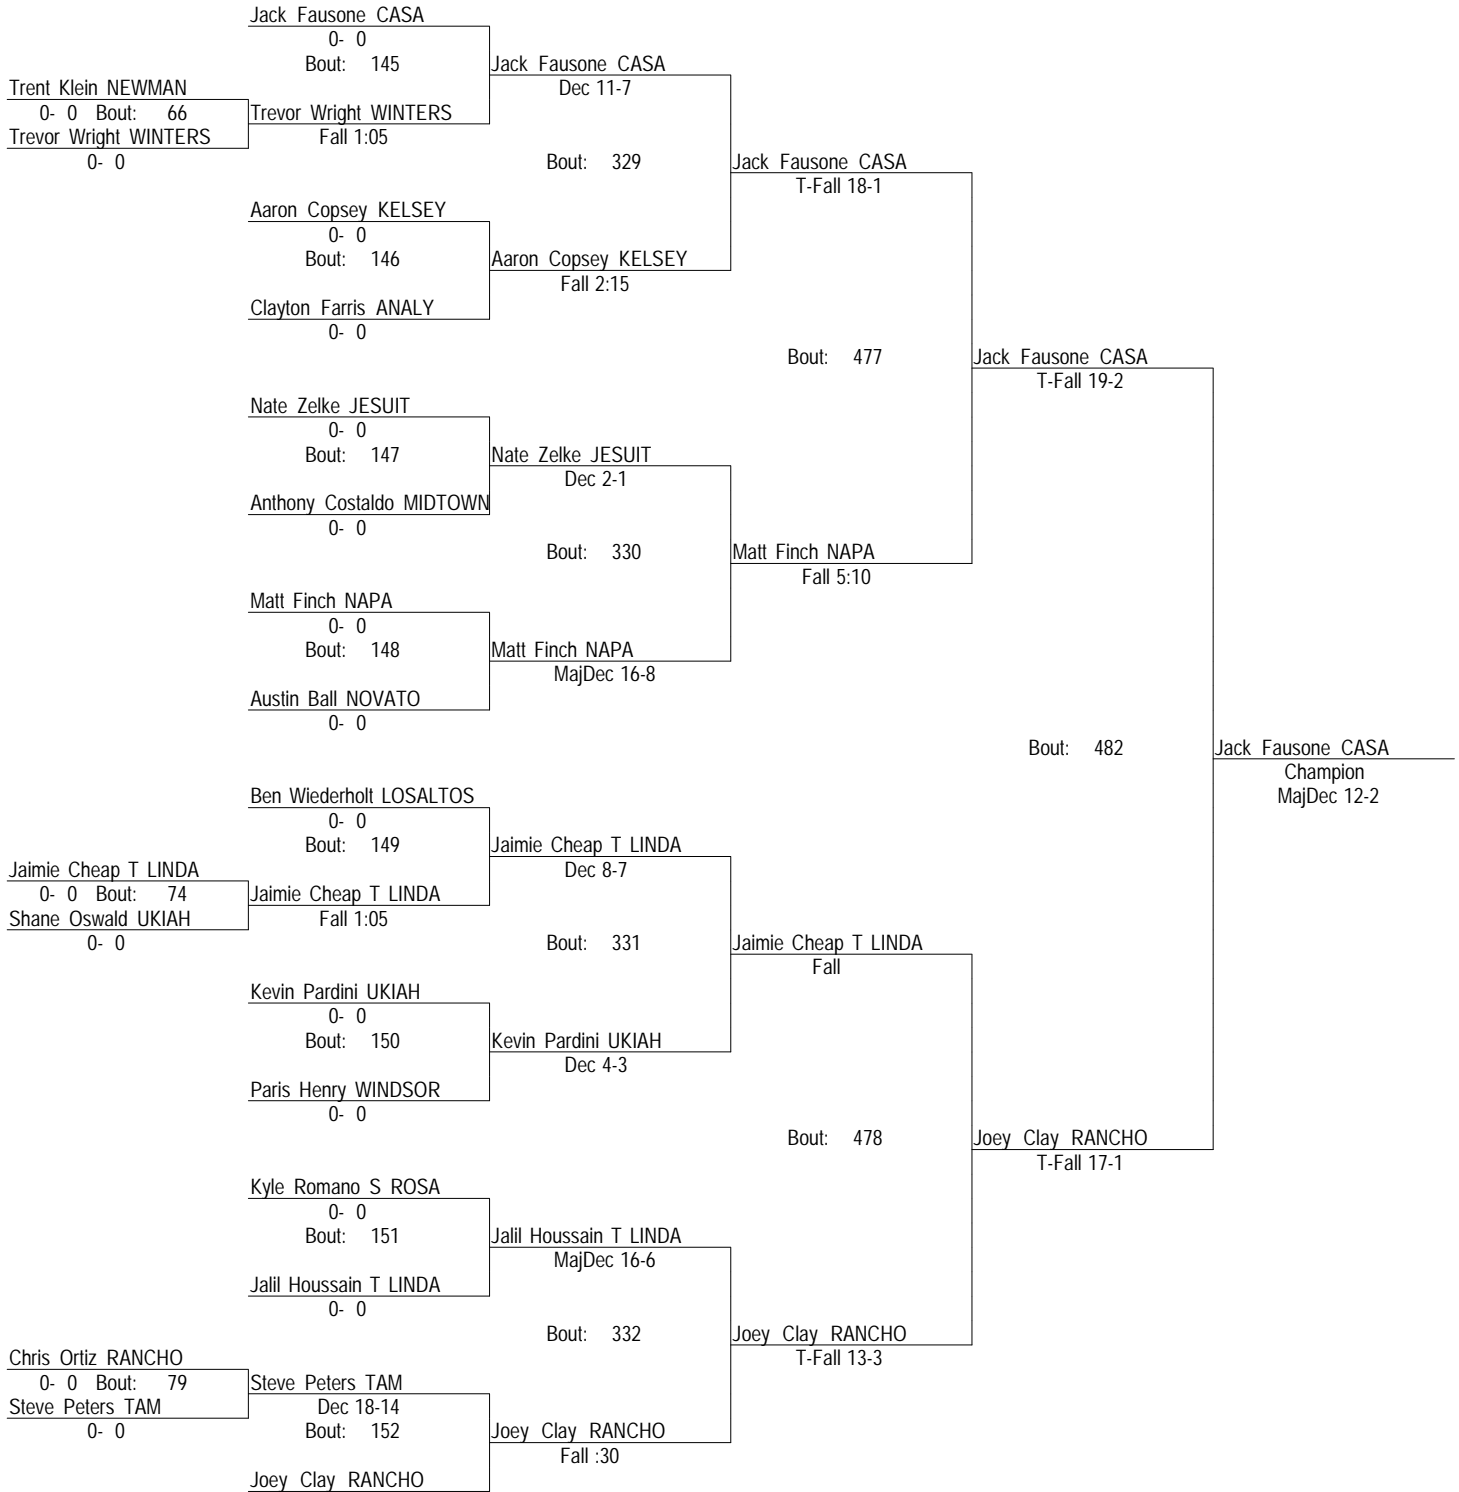 Jack Fausone CASA
0- 0
Bout: 145
Jack Fausone CASA
Trent Klein NEWMAN
Dec 11-7
0- 0 Bout: 66
Trevor Wright WINTERS
Trevor Wright WINTERS
Fall 1:05
0- 0
Bout: 329
Jack Fausone CASA
T-Fall 18-1
Aaron Copsey KELSEY
0- 0
Bout: 146
Aaron Copsey KELSEY
Fall 2:15
Clayton Farris ANALY
0- 0
Bout: 477
Jack Fausone CASA
T-Fall 19-2
Nate Zelke JESUIT
0- 0
Bout: 147
Nate Zelke JESUIT
Dec 2-1
Anthony Costaldo MIDTOWN
0- 0
Bout: 330
Matt Finch NAPA
Fall 5:10
Matt Finch NAPA
0- 0
Bout: 148
Matt Finch NAPA
MajDec 16-8
Austin Ball NOVATO
0- 0
Bout: 482
Jack Fausone CASA
Champion
MajDec 12-2
Ben Wiederholt LOSALTOS
0- 0
Bout: 149
Jaimie Cheap T LINDA
Jaimie Cheap T LINDA
Dec 8-7
0- 0 Bout: 74
Jaimie Cheap T LINDA
Shane Oswald UKIAH
Fall 1:05
0- 0
Bout: 331
Jaimie Cheap T LINDA
Fall
Kevin Pardini UKIAH
0- 0
Bout: 150
Kevin Pardini UKIAH
Dec 4-3
Paris Henry WINDSOR
0- 0
Bout: 478
Joey Clay RANCHO
T-Fall 17-1
Kyle Romano S ROSA
0- 0
Bout: 151
Jalil Houssain T LINDA
MajDec 16-6
Jalil Houssain T LINDA
0- 0
Bout: 332
Joey Clay RANCHO
T-Fall 13-3
Chris Ortiz RANCHO
0- 0 Bout: 79
Steve Peters TAM
Steve Peters TAM
Dec 18-14
0- 0
Bout: 152
Joey Clay RANCHO
Fall :30
Joey Clay RANCHO